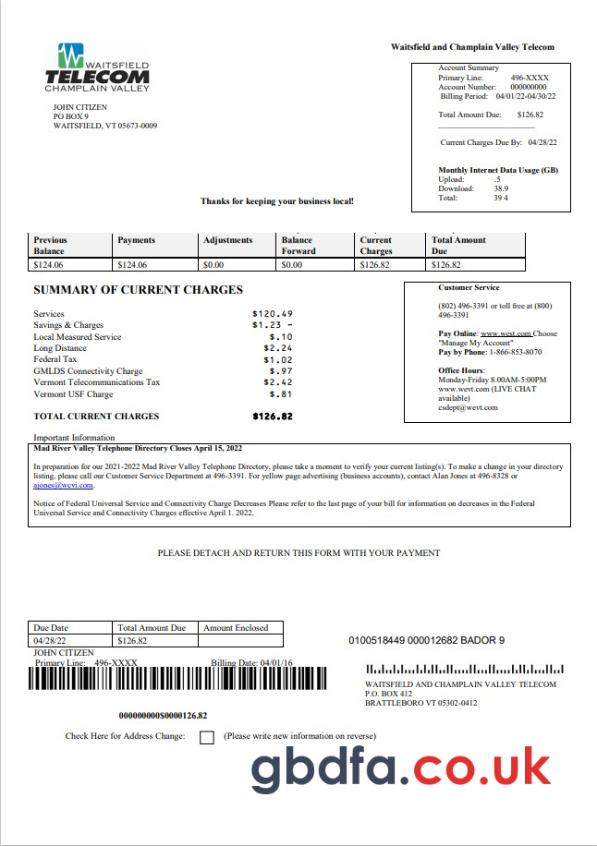 WAITSFIELD
TELECOM
CHAMPLAIN VALLEY
JOHN CITIZEN
PO BOX 9
WAITSFIELD, VT 05673-0009
Waitsfield and Champlain Valley Telecom
Account Summary
Primary Line: 496-XXXX
Account Number: 000000000
Billing Period: 04/01/22-04/30/22
Total Amount Due: $126.82
Current Charges Due By: 04/28/22
Monthly Internet Data Usage (GB)
Upload: .5
Download: 38.9
Total: 39 4
Thanks for keeping your business local!
Previous Balance Payments Adjustments Balance Forward Current Charges Total Amount Due
$124.06 $124.06 $0.00 $0.00 $126.82 $126.82
SUMMARY OF CURRENT CHARGES
Services $120.49
Savings & Charges $1.23 -
Local Measured Service $.10
Long Distance $2.24
Federal Tax $1.02
GMLDS Connectivity Charge $.97
Vermont Telecommunications Tax $2.42
Vermont USF Charge $.81
TOTAL CURRENT CHARGES $126.82
Customer Service
(802) 496-3391 or toll free at (800)
496-3391
Pay Online: www.west.com Choose
"Manage My Account"
Pay by Phone: 1-866-853-8070
Office Hours:
Monday-Friday 8.00AM-5:00PM
www.wevt.com (LIVE CHAT
available)
csdept@wevt.com
Important Information
Mad River Valley Telephone Directory Closes April 15, 2022
In preparation for our 2021-2022 Mad River Valley Telephone Directory, please take a moment to verify your current listing(s). To make a change in your directory
listing, please call our Customer Service Department at 496-3391. For yellow page advertising (business accounts), contact Alan Jones at 496-8328 or
ajones@wcvi.com.
Notice of Federal Universal Service and Connectivity Charge Decreases Please refer to the last page of your bill for information on decreases in the Federal
Universal Service and Connectivity Charges effective April 1. 2022.
PLEASE DETACH AND RETURN THIS FORM WITH YOUR PAYMENT
Due Date Total Amount Due Amount Enclosed
04/28/22 $126.82
JOHN CITIZEN
Primary Line: 496-XXXX Billing Date: 04/01/16
0100518449 000012682 BADOR 9
WAITSFIELD AND CHAMPLAIN VALLEY TELECOM
P.O. BOX 412
BRATTLEBORO VT 05302-0412
000000000S0000126.82
Check Here for Address Change: (Please write new information on reverse)
gbdfa.co.uk